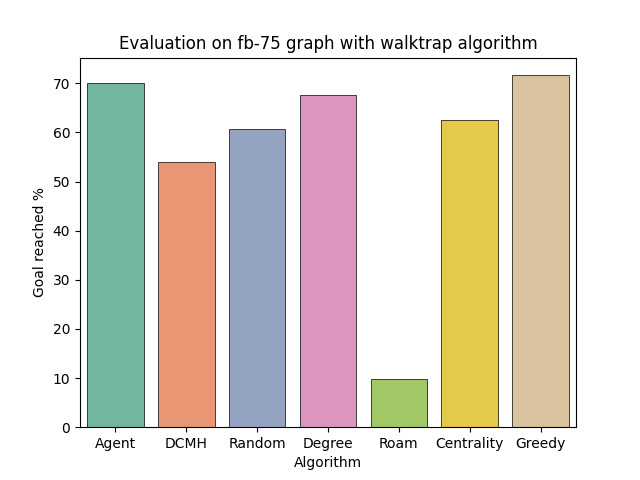 Evaluation on fb-75 graph with walktrap algorithm
Goal reached %
70
60
50
40
30
20
10
0
Agent DCMH Random Degree Roam Centrality Greedy
Algorithm